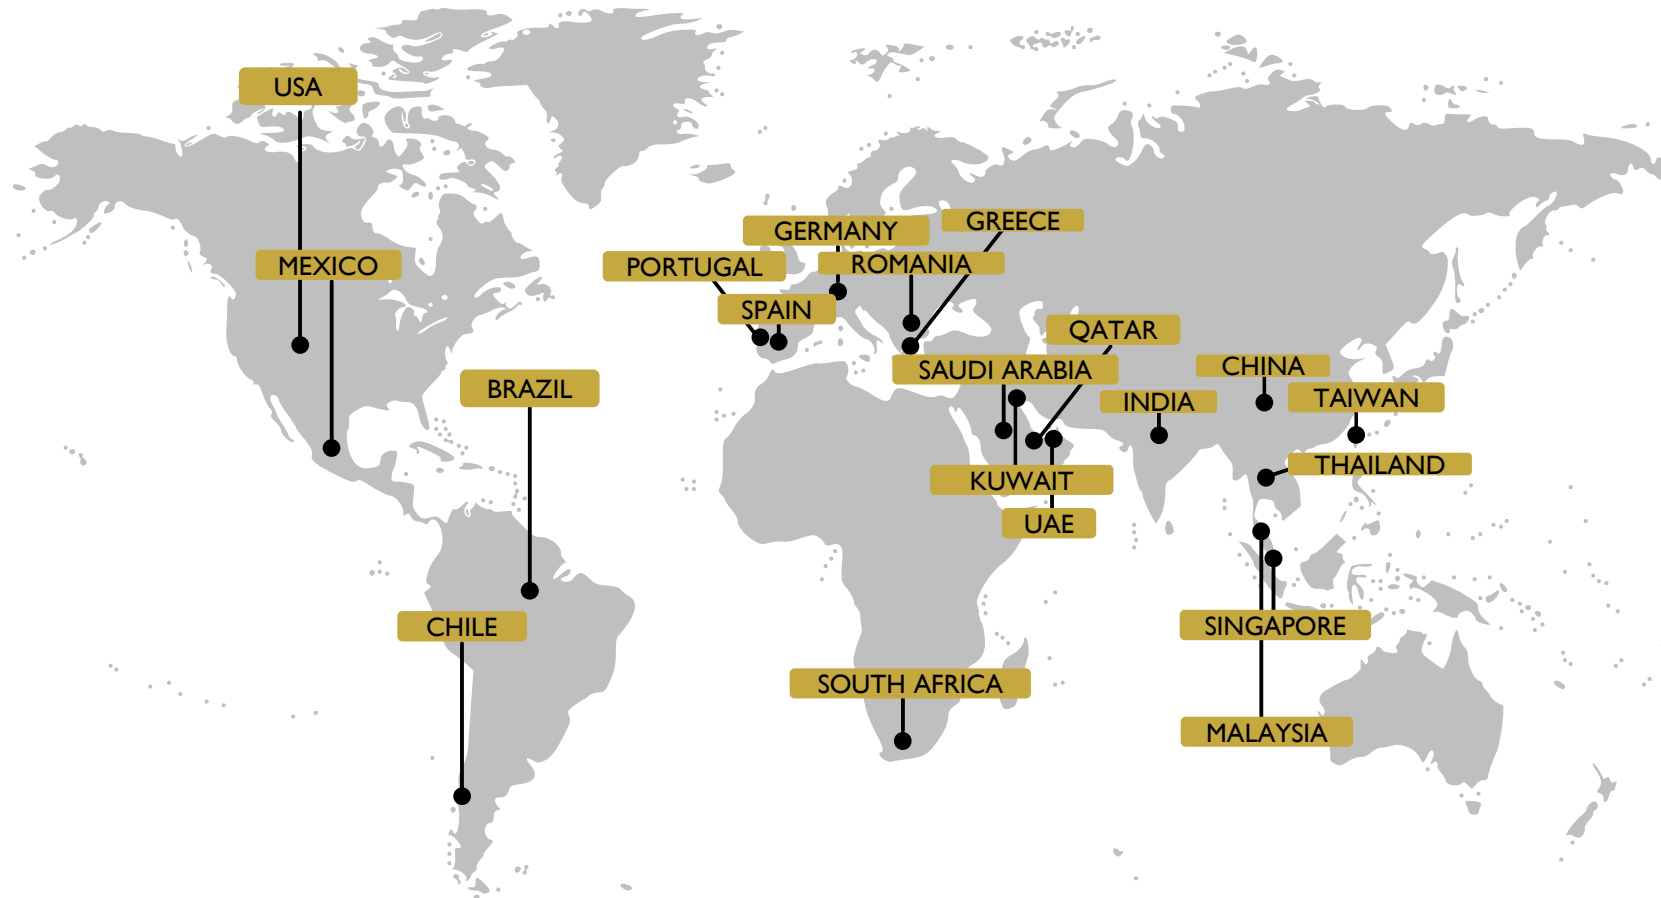 USA
GREECE
GERMANY
MEXICO
PORTUGAL
ROMANIA
SPAIN
QATAR
SAUDI ARABIA
CHINA
BRAZIL
INDIA
TAIWAN
THAILAND
KUWAIT
UAE
CHILE
SINGAPORE
SOUTH AFRICA
MALAYSIA